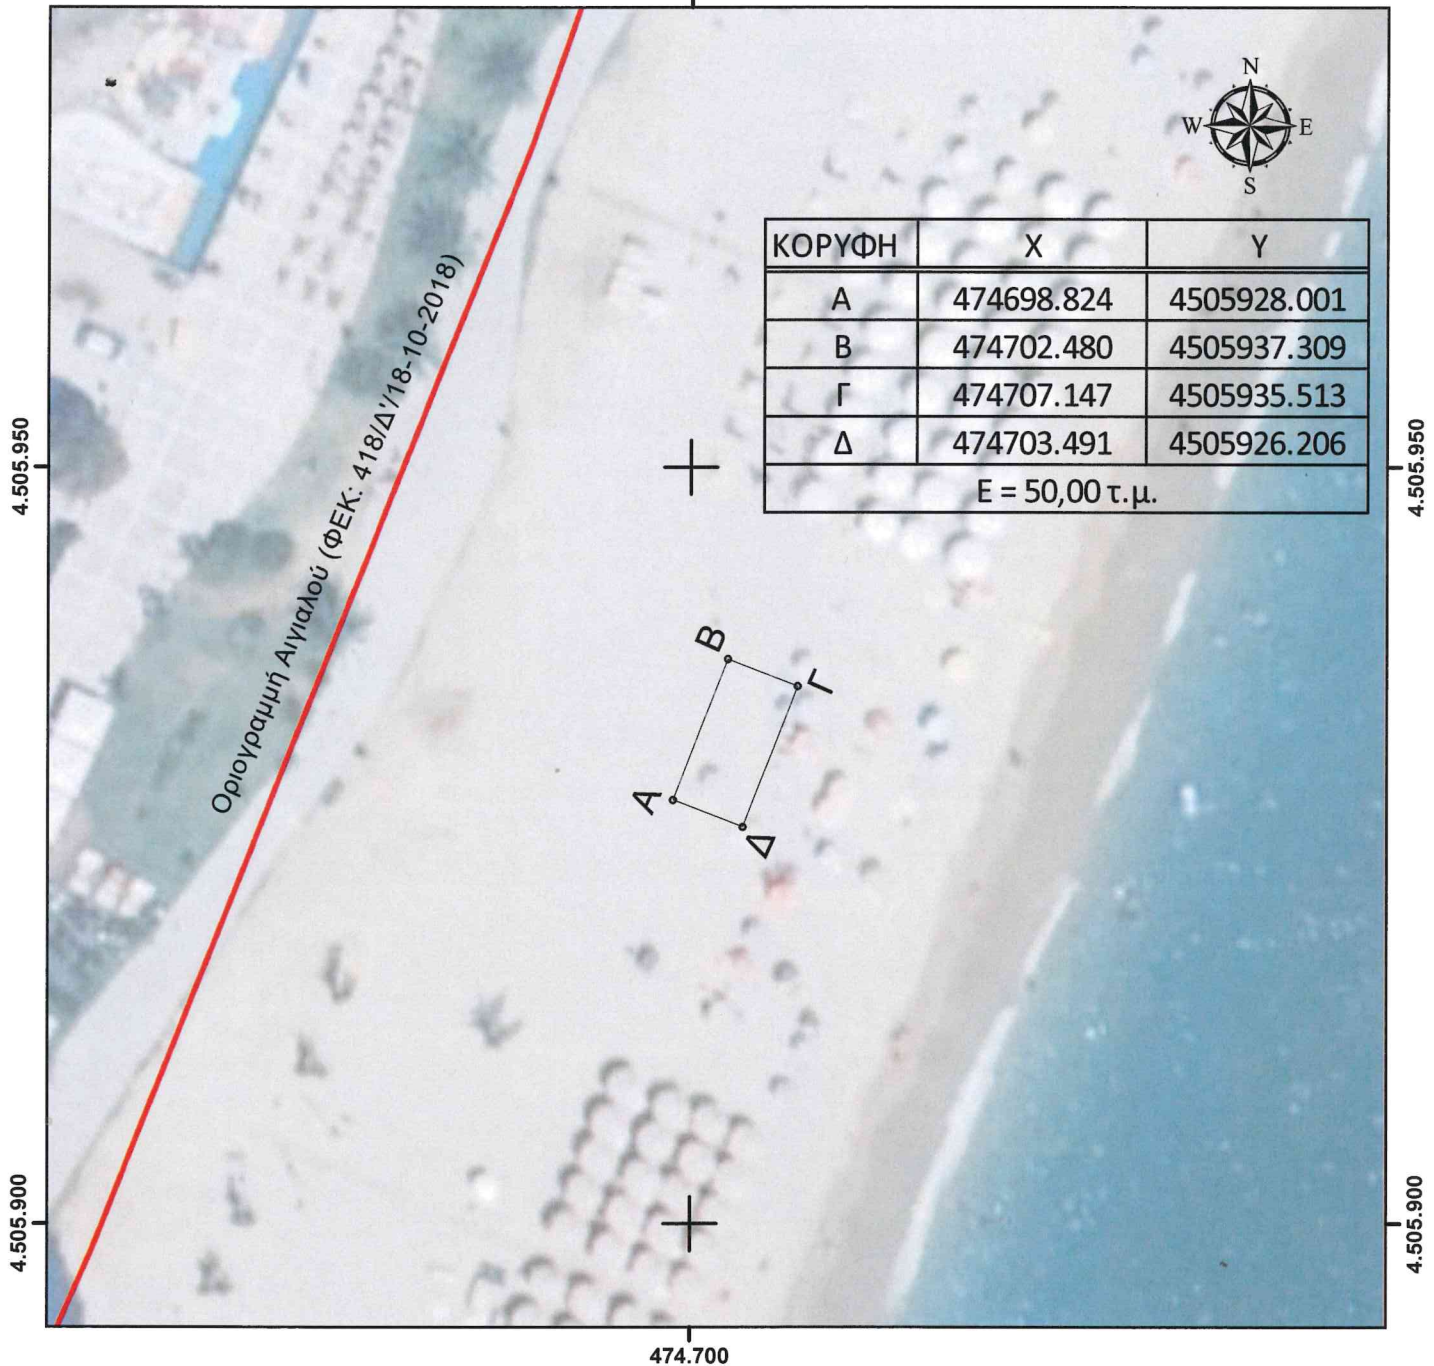 N
W E
S
ΚΟΡΥΦΗ X Y
Α 474698.824 4505928.001
Β 474702.480 4505937.309
Γ 474707.147 4505935.513
Δ 474703.491 4505926.206
Ε = 50,00 τ.μ.
Οριογραμμή Αιγιαλού (ΦΕΚ: 418/Δ'/18-10-2018)
4.505.950
4.505.950
Β
Γ
Α
Δ
4.505.900
4.505.900
474.700